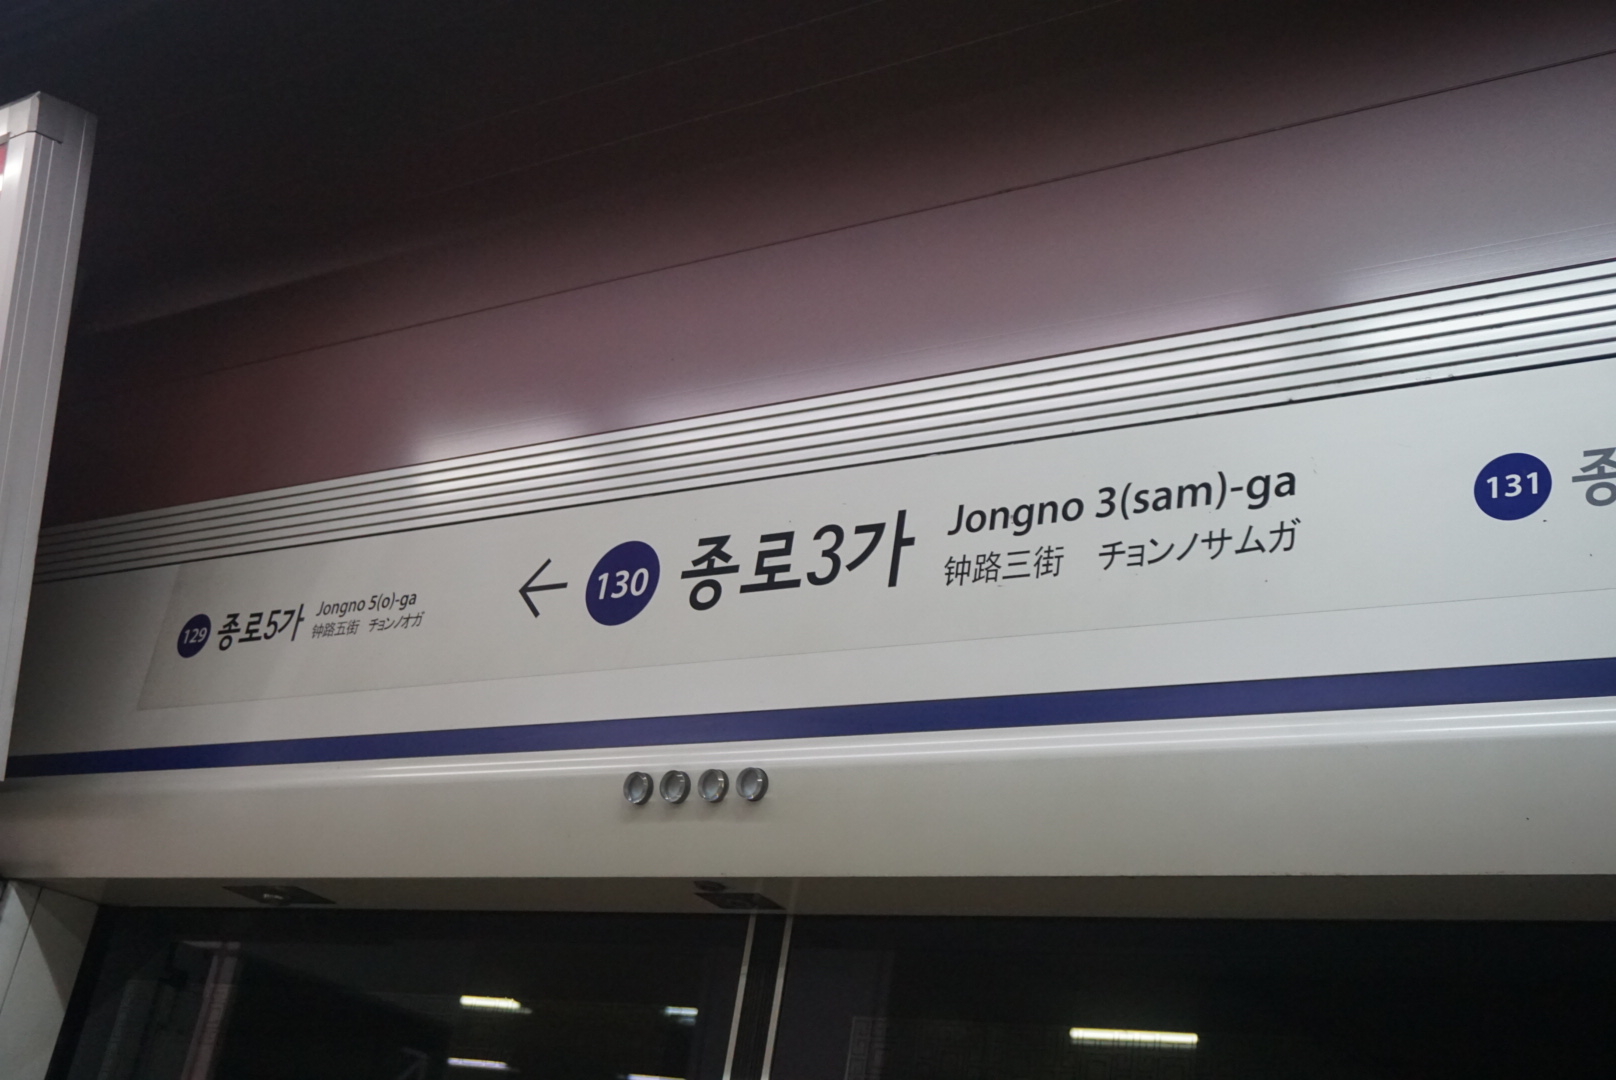 129 종로5가 Jongno 5(o)-ga
钟路五街 チョンノオガ
← 130 종로3가 Jongno 3(sam)-ga
钟路三街 チョンノサムガ
131 종